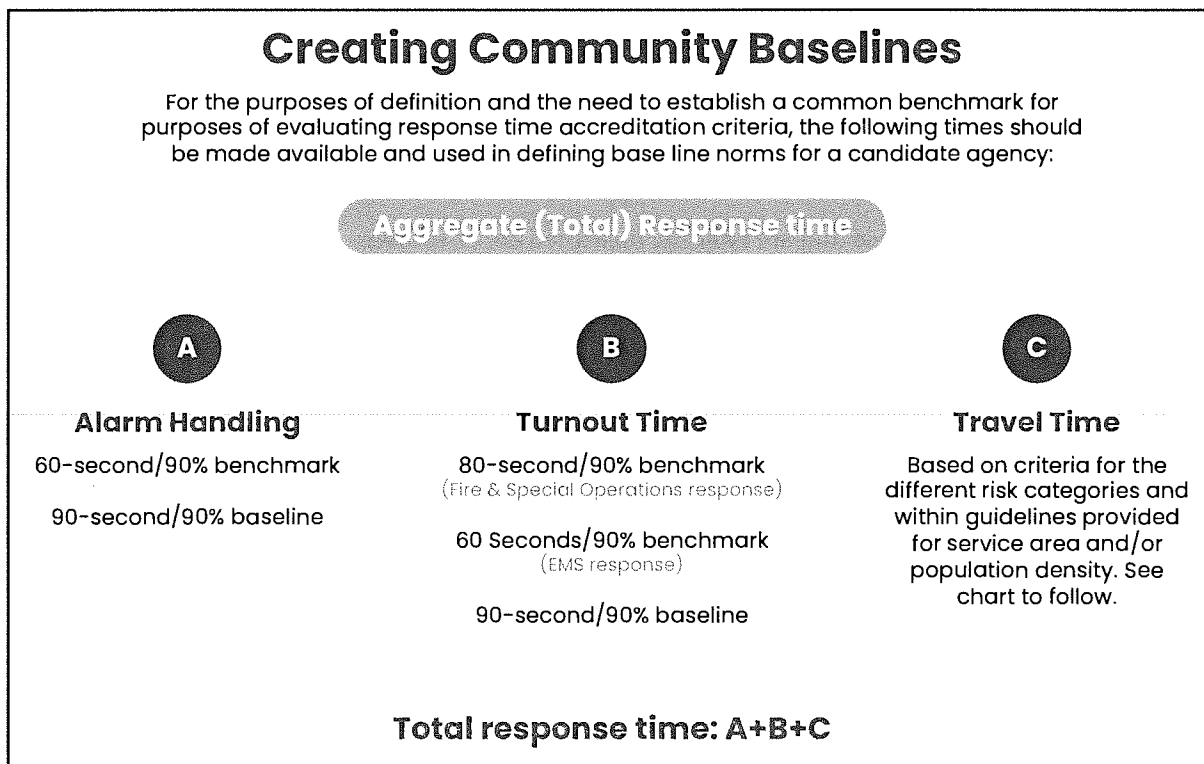 Creating Community Baselines
For the purposes of definition and the need to establish a common benchmark for
purposes of evaluating response time accreditation criteria, the following times should
be made available and used in defining base line norms for a candidate agency:
Aggregate (Total) Response time
A
B
C
Alarm Handling
60-second/90% benchmark
90-second/90% baseline
Turnout Time
80-second/90% benchmark
(Fire & Special Operations response)
60 Seconds/90% benchmark
(EMS response)
90-second/90% baseline
Travel Time
Based on criteria for the
different risk categories and
within guidelines provided
for service area and/or
population density. See
chart to follow.
Total response time: A+B+C